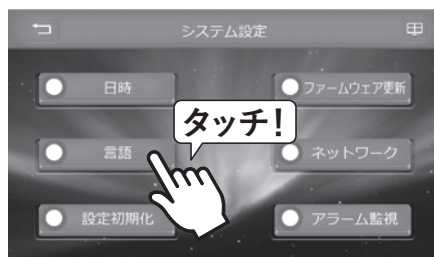 システム設定
日時
ファームウェア更新
タッチ!
言語
ネットワーク
設定初期化
アラーム監視